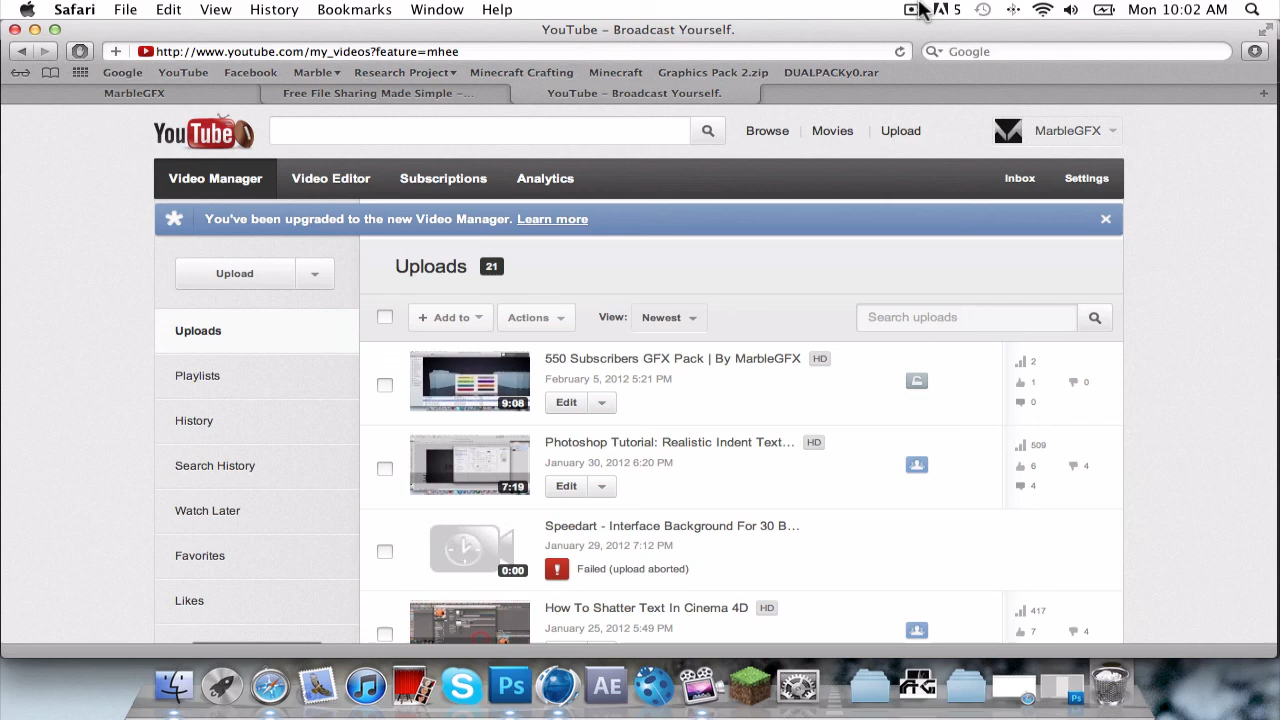 Safari File Edit View History Bookmarks Window Help 5 Mon 10:02 AM
YouTube – Broadcast Yourself.
http://www.youtube.com/my_videos?feature=mhee Google
Google YouTube Facebook Marble Research Project Minecraft Crafting Minecraft Graphics Pack 2.zip DUALPACKy0.rar
MarbleGFX Free File Sharing Made Simple –... YouTube – Broadcast Yourself.
YouTube Browse Movies Upload MarbleGFX
Video Manager Video Editor Subscriptions Analytics Inbox Settings
You've been upgraded to the new Video Manager. Learn more
Upload
Uploads 21
Add to Actions View: Newest Search uploads
Uploads
Playlists
History
Search History
Watch Later
Favorites
Likes
550 Subscribers GFX Pack | By MarbleGFX HD
February 5, 2012 5:21 PM
Edit
9:08
2
1 0
0
Photoshop Tutorial: Realistic Indent Text... HD
January 30, 2012 6:20 PM
Edit
7:19
509
6 4
4
Speedart - Interface Background For 30 B...
January 29, 2012 7:12 PM
Failed (upload aborted)
0:00
How To Shatter Text In Cinema 4D HD
January 25, 2012 5:49 PM
417
7 4
Ps AE
Ps